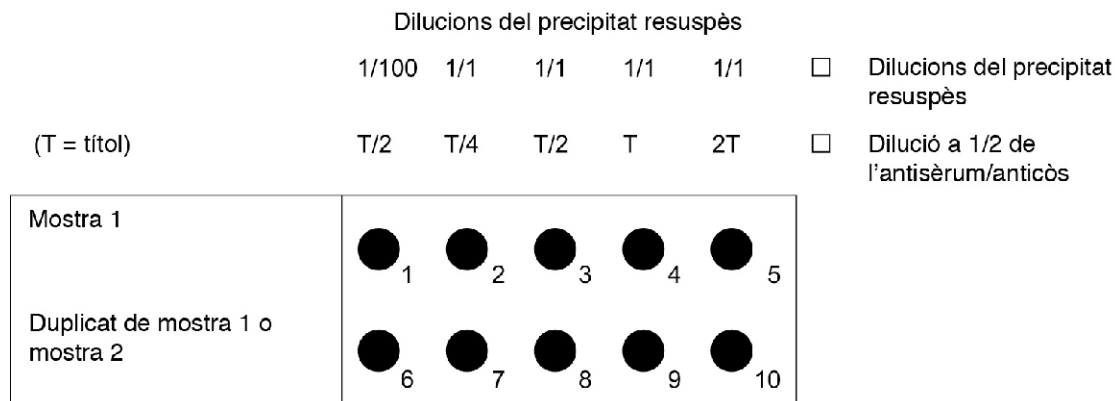 Dilucions del precipitat resuspès
1/100 1/1 1/1 1/1 1/1 □ Dilucions del precipitat
resuspès
(T = títol) T/2 T/4 T/2 T 2T □ Dilució a 1/2 de
l'antisèrum/anticòs
Mostra 1
1 2 3 4 5
Duplicat de mostra 1 o
mostra 2
6 7 8 9 10